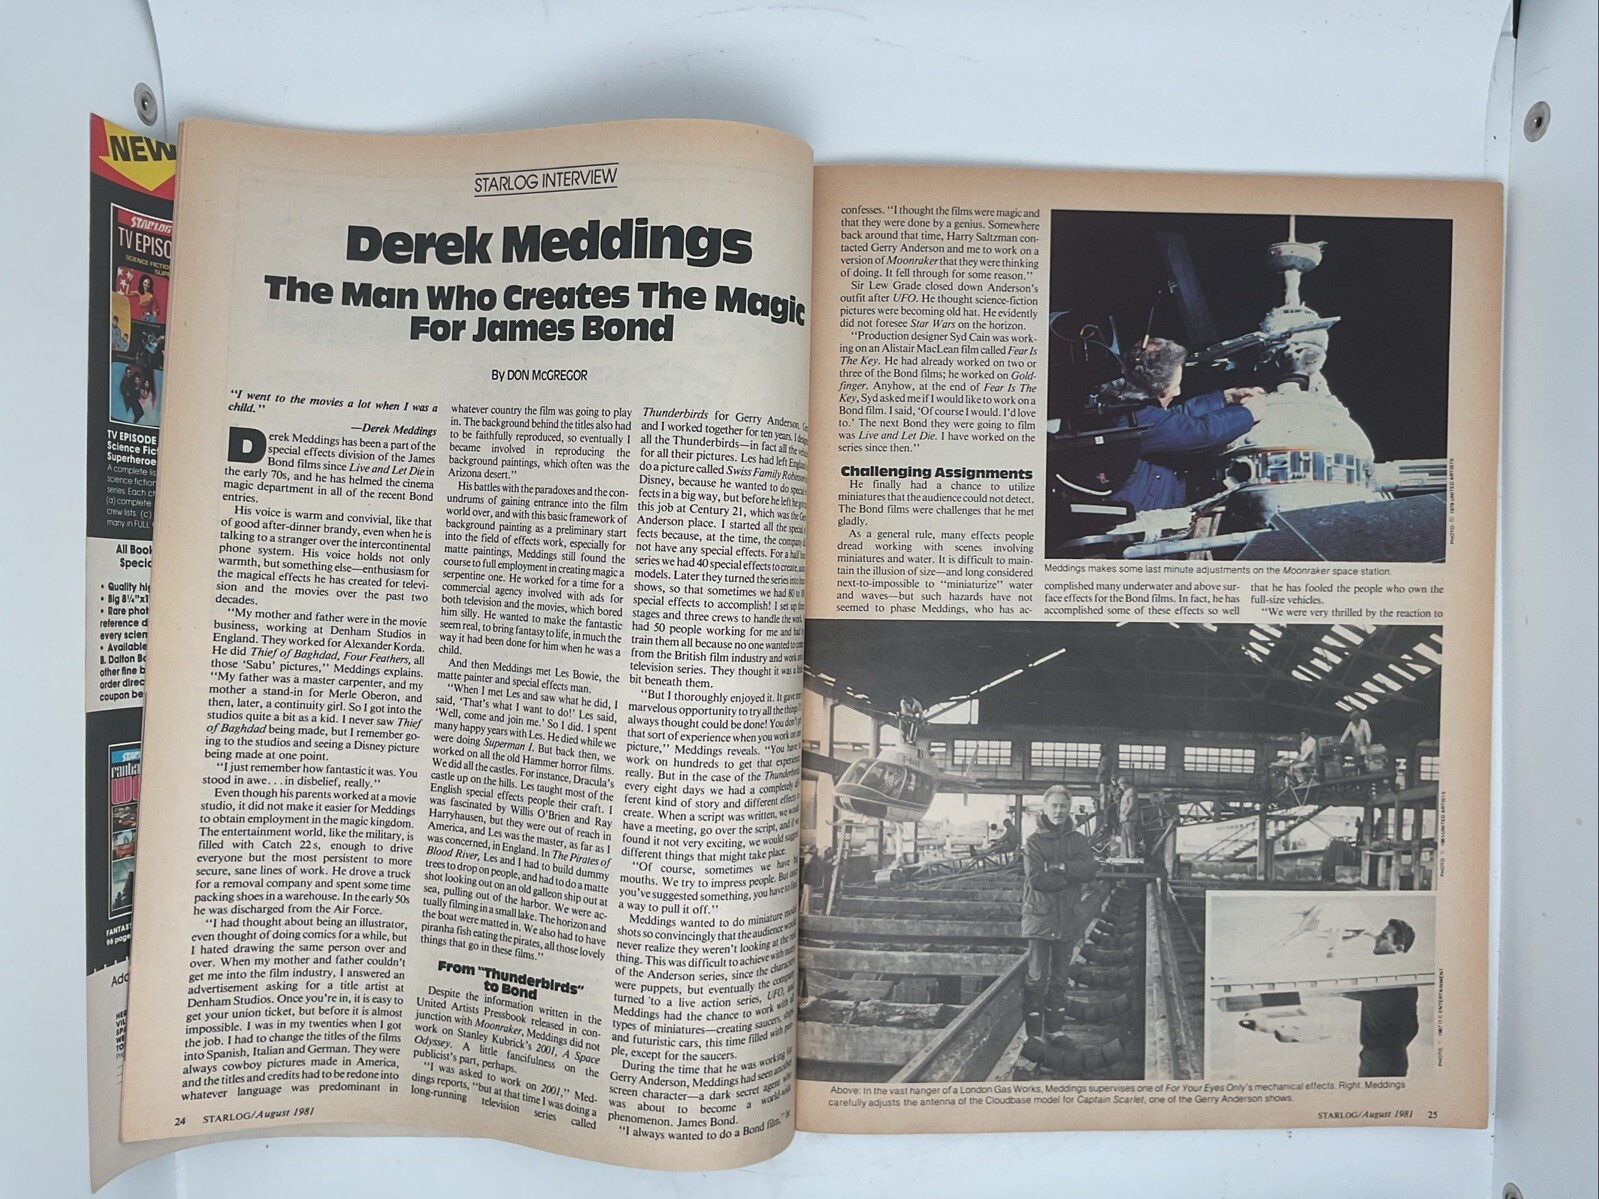 NEW
STARLOG
TV EPISO
SCIENCE FICTI
TV EPISODE
Science Fic
Superheroe
A complete lis
science fiction
series. Each ch
(a) complete
crew lists. (c)
many in FULL
All Book
Specia
• Quality hig
• Big 8¼"x1
• Rare phot
reference d
every scien
• Available
B. Dalton Bo
other fine b
order direc
coupon be
FANTAS
96 page
STARLOG INTERVIEW
Derek Meddings
The Man Who Creates The Magic
For James Bond
By DON McGREGOR
"I went to the movies a lot when I was a
child."
—Derek Meddings
Derek Meddings has been a part of the
special effects division of the James
Bond films since Live and Let Die in
the early 70s, and he has helmed the cinema
magic department in all of the recent Bond
entries.
His voice is warm and convivial, like that
of good after-dinner brandy, even when he is
talking to a stranger over the intercontinental
phone system. His voice holds not only
warmth, but something else—enthusiasm for
the magical effects he has created for televi-
sion and the movies over the past two
decades.
"My mother and father were in the movie
business, working at Denham Studios in
England. They worked for Alexander Korda.
He did Thief of Baghdad, Four Feathers, all
those 'Sabu' pictures," Meddings explains.
"My father was a master carpenter, and my
mother a stand-in for Merle Oberon, and
then, later, a continuity girl. So I got into the
studios quite a bit as a kid. I never saw Thief
of Baghdad being made, but I remember go-
ing to the studios and seeing a Disney picture
being made at one point.
"I just remember how fantastic it was. You
stood in awe. . . in disbelief, really."
Even though his parents worked at a movie
studio, it did not make it easier for Meddings
to obtain employment in the magic kingdom.
The entertainment world, like the military, is
filled with Catch 22s, enough to drive
everyone but the most persistent to more
secure, sane lines of work. He drove a truck
for a removal company and spent some time
packing shoes in a warehouse. In the early 50s
he was discharged from the Air Force.
"I had thought about being an illustrator,
even thought of doing comics for a while, but
I hated drawing the same person over and
over. When my mother and father couldn't
get me into the film industry, I answered an
advertisement asking for a title artist at
Denham Studios. Once you're in, it is easy to
get your union ticket, but before it is almost
impossible. I was in my twenties when I got
the job. I had to change the titles of the films
into Spanish, Italian and German. They were
always cowboy pictures made in America,
and the titles and credits had to be redone into
whatever language was predominant in
whatever country the film was going to play
in. The background behind the titles also had
to be faithfully reproduced, so eventually I
became involved in reproducing the
background paintings, which often was the
Arizona desert."
His battles with the paradoxes and the con-
undrums of gaining entrance into the film
world over, and with this basic framework of
background painting as a preliminary start
into the field of effects work, especially for
matte paintings, Meddings still found the
course to full employment in creating magic a
serpentine one. He worked for a time for a
commercial agency involved with ads for
both television and the movies, which bored
him silly. He wanted to make the fantastic
seem real, to bring fantasy to life, in much the
way it had been done for him when he was a
child.
And then Meddings met Les Bowie, the
matte painter and special effects man.
"When I met Les and saw what he did, I
said, 'That's what I want to do!' Les said,
'Well, come and join me.' So I did. I spent
many happy years with Les. He died while we
were doing Superman I. But back then, we
worked on all the old Hammer horror films.
We did all the castles. For instance, Dracula's
castle up on the hills. Les taught most of the
English special effects people their craft. I
was fascinated by Willis O'Brien and Ray
Harryhausen, but they were out of reach in
America, and Les was the master, as far as I
was concerned, in England. In The Pirates of
Blood River, Les and I had to build dummy
trees to drop on people, and had to do a matte
shot looking out on an old galleon ship out at
sea, pulling out of the harbor. We were ac-
tually filming in a small lake. The horizon and
the boat were matted in. We also had to have
piranha fish eating the pirates, all those lovely
things that go in these films."
From "Thunderbirds"
to Bond
Despite the information written in the
United Artists Pressbook released in con-
junction with Moonraker, Meddings did not
work on Stanley Kubrick's 2001, A Space
Odyssey. A little fancifulness on the
publicist's part, perhaps.
"I was asked to work on 2001," Med-
dings reports, "but at that time I was doing a
long-running television series called
Thunderbirds for Gerry Anderson.
and I worked together for ten years. I
all the Thunderbirds—in fact all the
for all their pictures. Les had left England
do a picture called Swiss Family Robinson
Disney, because he wanted to do special
fects in a big way, but before he left he
this job at Century 21, which was the
Anderson place. I started all the special
fects because, at the time, the company
not have any special effects. For a half
series we had 40 special effects to create,
models. Later they turned the series into
shows, so that sometimes we had 80 to
special effects to accomplish! I set up
stages and three crews to handle the
had 50 people working for me and had
train them all because no one wanted to
from the British film industry and work
television series. They thought it was a
bit beneath them.
"But I thoroughly enjoyed it. It gave
marvelous opportunity to try all the things
always thought could be done! You don't
that sort of experience when you work on
picture," Meddings reveals. "You have
work on hundreds to get that experience
really. But in the case of the Thunderbirds
every eight days we had a completely
ferent kind of story and different effects
create. When a script was written, we
have a meeting, go over the script, and if
found it not very exciting, we would
different things that might take place.
"Of course, sometimes we have
mouths. We try to impress people. But
you've suggested something, you have to
a way to pull it off."
Meddings wanted to do miniature
shots so convincingly that the audience
never realize they weren't looking at the
thing. This was difficult to achieve with
of the Anderson series, since the characters
were puppets, but eventually the company
turned to a live action series, UFO,
Meddings had the chance to work with
types of miniatures—creating saucers,
and futuristic cars, this time filled with peo-
ple, except for the saucers.
During the time that he was working for
Gerry Anderson, Meddings had seen another
screen character—a dark secret agent who
was about to become a world-wide
phenomenon. James Bond.
"I always wanted to do a Bond film," he
24 STARLOG/August 1981
confesses. "I thought the films were magic and
that they were done by a genius. Somewhere
back around that time, Harry Saltzman con-
tacted Gerry Anderson and me to work on a
version of Moonraker that they were thinking
of doing. It fell through for some reason."
Sir Lew Grade closed down Anderson's
outfit after UFO. He thought science-fiction
pictures were becoming old hat. He evidently
did not foresee Star Wars on the horizon.
"Production designer Syd Cain was work-
ing on an Alistair MacLean film called Fear Is
The Key. He had already worked on two or
three of the Bond films; he worked on Gold-
finger. Anyhow, at the end of Fear Is The
Key, Syd asked me if I would like to work on a
Bond film. I said, 'Of course I would. I'd love
to.' The next Bond they were going to film
was Live and Let Die. I have worked on the
series since then."
Challenging Assignments
He finally had a chance to utilize
miniatures that the audience could not detect.
The Bond films were challenges that he met
gladly.
As a general rule, many effects people
dread working with scenes involving
miniatures and water. It is difficult to main-
tain the illusion of size—and long considered
next-to-impossible to "miniaturize" water
and waves—but such hazards have not
seemed to phase Meddings, who has ac-
PHOTO: © 1979 UNITED ARTISTS
Meddings makes some last minute adjustments on the Moonraker space station.
complished many underwater and above sur-
face effects for the Bond films. In fact, he has
accomplished some of these effects so well
that he has fooled the people who own the
full-size vehicles.
"We were very thrilled by the reaction to
PHOTO: © 1981 UNITED ARTISTS
Above: In the vast hanger of a London Gas Works, Meddings supervises one of For Your Eyes Only's mechanical effects. Right: Meddings
carefully adjusts the antenna of the Cloudbase model for Captain Scarlet, one of the Gerry Anderson shows.
STARLOG/August 1981 25